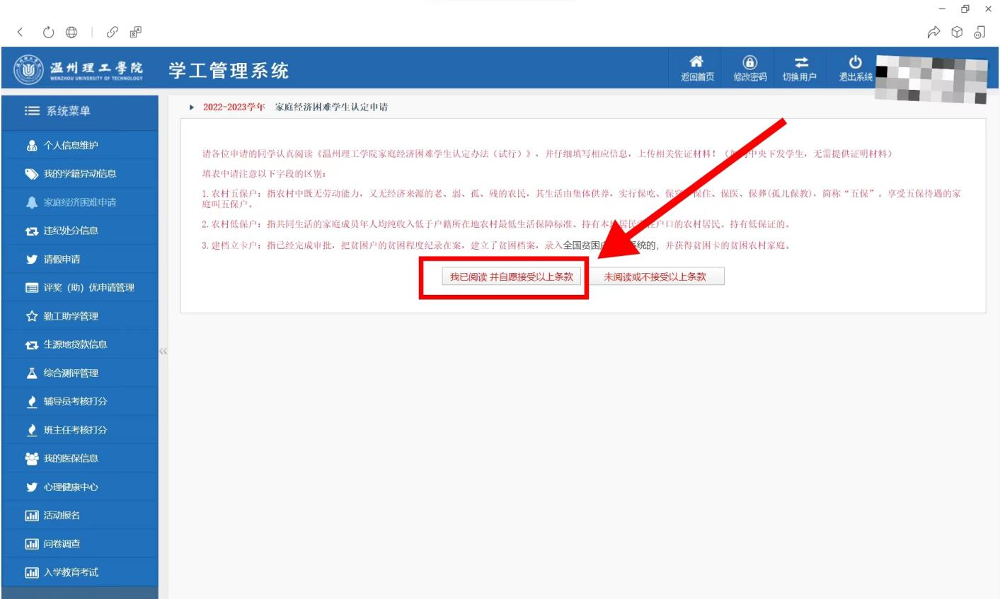 温州理工學院
WENZHOU UNIVERSITY OF TECHNOLOGY
学工管理系统
返回首页
修改密码
切换用户
退出系统
系统菜单
个人信息维护
我的学籍异动信息
家庭经济困难申请
违纪处分信息
请假申请
评奖（助）优申请管理
勤工助学管理
生源地贷款信息
综合测评管理
辅导员考核打分
班主任考核打分
我的医保信息
心理健康中心
活动报名
问卷调查
入学教育考试
2022-2023学年 家庭经济困难学生认定申请
请各位申请的同学认真阅读《温州理工学院家庭经济困难学生认定办法（试行）》，并仔细填写相应信息，上传相关佐证材料！（如为中央下发学生，无需提供证明材料）
填表申请注意以下字段的区别：
1.农村五保户：指农村中既无劳动能力，又无经济来源的老、弱、孤、残的农民，其生活由集体供养，实行保吃、保穿、保住、保医、保葬(孤儿保教)，简称“五保”。享受五保待遇的家
庭叫五保户。
2.农村低保户：指共同生活的家庭成员年人均纯收入低于户籍所在地农村最低生活保障标准、持有本地居民常住户口的农村居民。持有低保证的。
3.建档立卡户：指已经完成审批，把贫困户的贫困程度纪录在案，建立了贫困档案，录入全国贫困系统的，并获得贫困卡的贫困农村家庭。
我已阅读 并自愿接受以上条款
未阅读或不接受以上条款